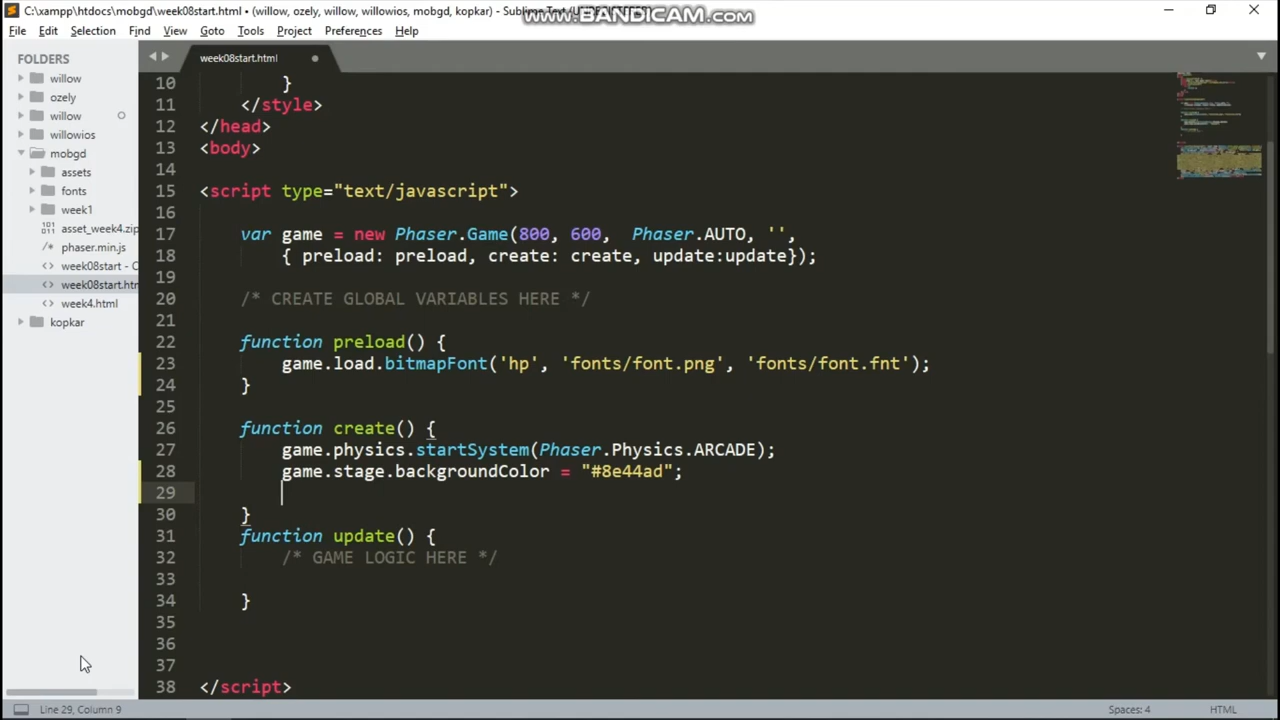 C:\xampp\htdocs\mobgd\week08start.html • (willow, ozely, willow, willowios, mobgd, kopkar) - Sublime Text (UNREGISTERED)
www.BANDICAM.com
File Edit Selection Find View Goto Tools Project Preferences Help
FOLDERS
willow
ozely
willow
willowios
mobgd
assets
fonts
week1
asset_week4.zip
phaser.min.js
week08start - C
week08start.htm
week4.html
kopkar
week08start.html
10 }
11 </style>
12 </head>
13 <body>
14
15 <script type="text/javascript">
16
17 var game = new Phaser.Game(800, 600,  Phaser.AUTO, '',
18 { preload: preload, create: create, update:update});
19
20 /* CREATE GLOBAL VARIABLES HERE */
21
22 function preload() {
23 game.load.bitmapFont('hp', 'fonts/font.png', 'fonts/font.fnt');
24 }
25
26 function create() {
27 game.physics.startSystem(Phaser.Physics.ARCADE);
28 game.stage.backgroundColor = "#8e44ad";
29
30 }
31 function update() {
32 /* GAME LOGIC HERE */
33
34 }
35
36
37
38 </script>
Line 29, Column 9
Spaces: 4
HTML